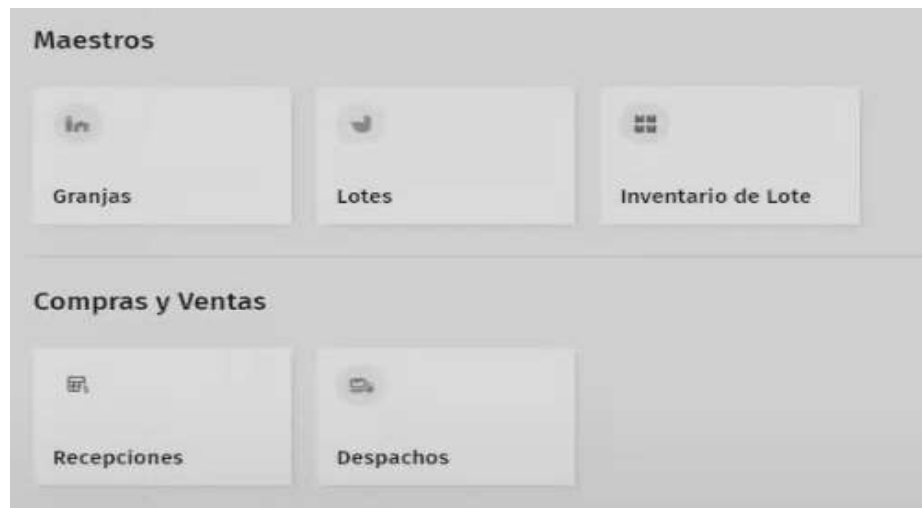 Maestros
Granjas
Lotes
Inventario de Lote
Compras y Ventas
Recepciones
Despachos